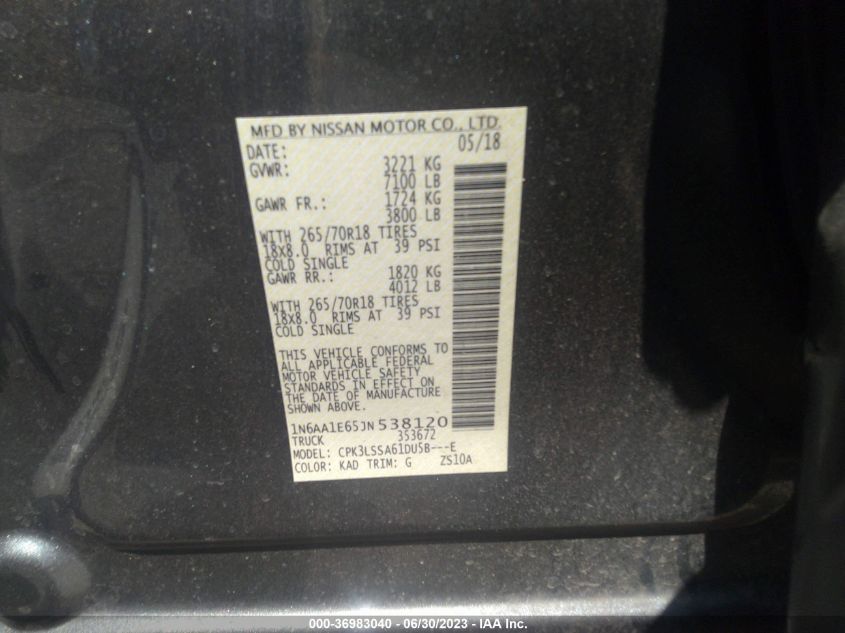 MFD BY NISSAN MOTOR CO., LTD.
DATE: 05/18
GVWR: 3221 KG
7100 LB
GAWR FR.: 1724 KG
3800 LB
WITH 265/70R18 TIRES
18X8.0 RIMS AT 39 PSI
COLD SINGLE
GAWR RR.: 1820 KG
4012 LB
WITH 265/70R18 TIRES
18X8.0 RIMS AT 39 PSI
COLD SINGLE
THIS VEHICLE CONFORMS TO
ALL APPLICABLE FEDERAL
MOTOR VEHICLE SAFETY
STANDARDS IN EFFECT ON
THE DATE OF MANUFACTURE
SHOWN ABOVE.
1N6AA1E65JN538120
TRUCK 353672
MODEL: CPK3LSSA61DU5B---E
COLOR: KAD TRIM: G ZS10A
000-36983040 - 06/30/2023 - IAA Inc.